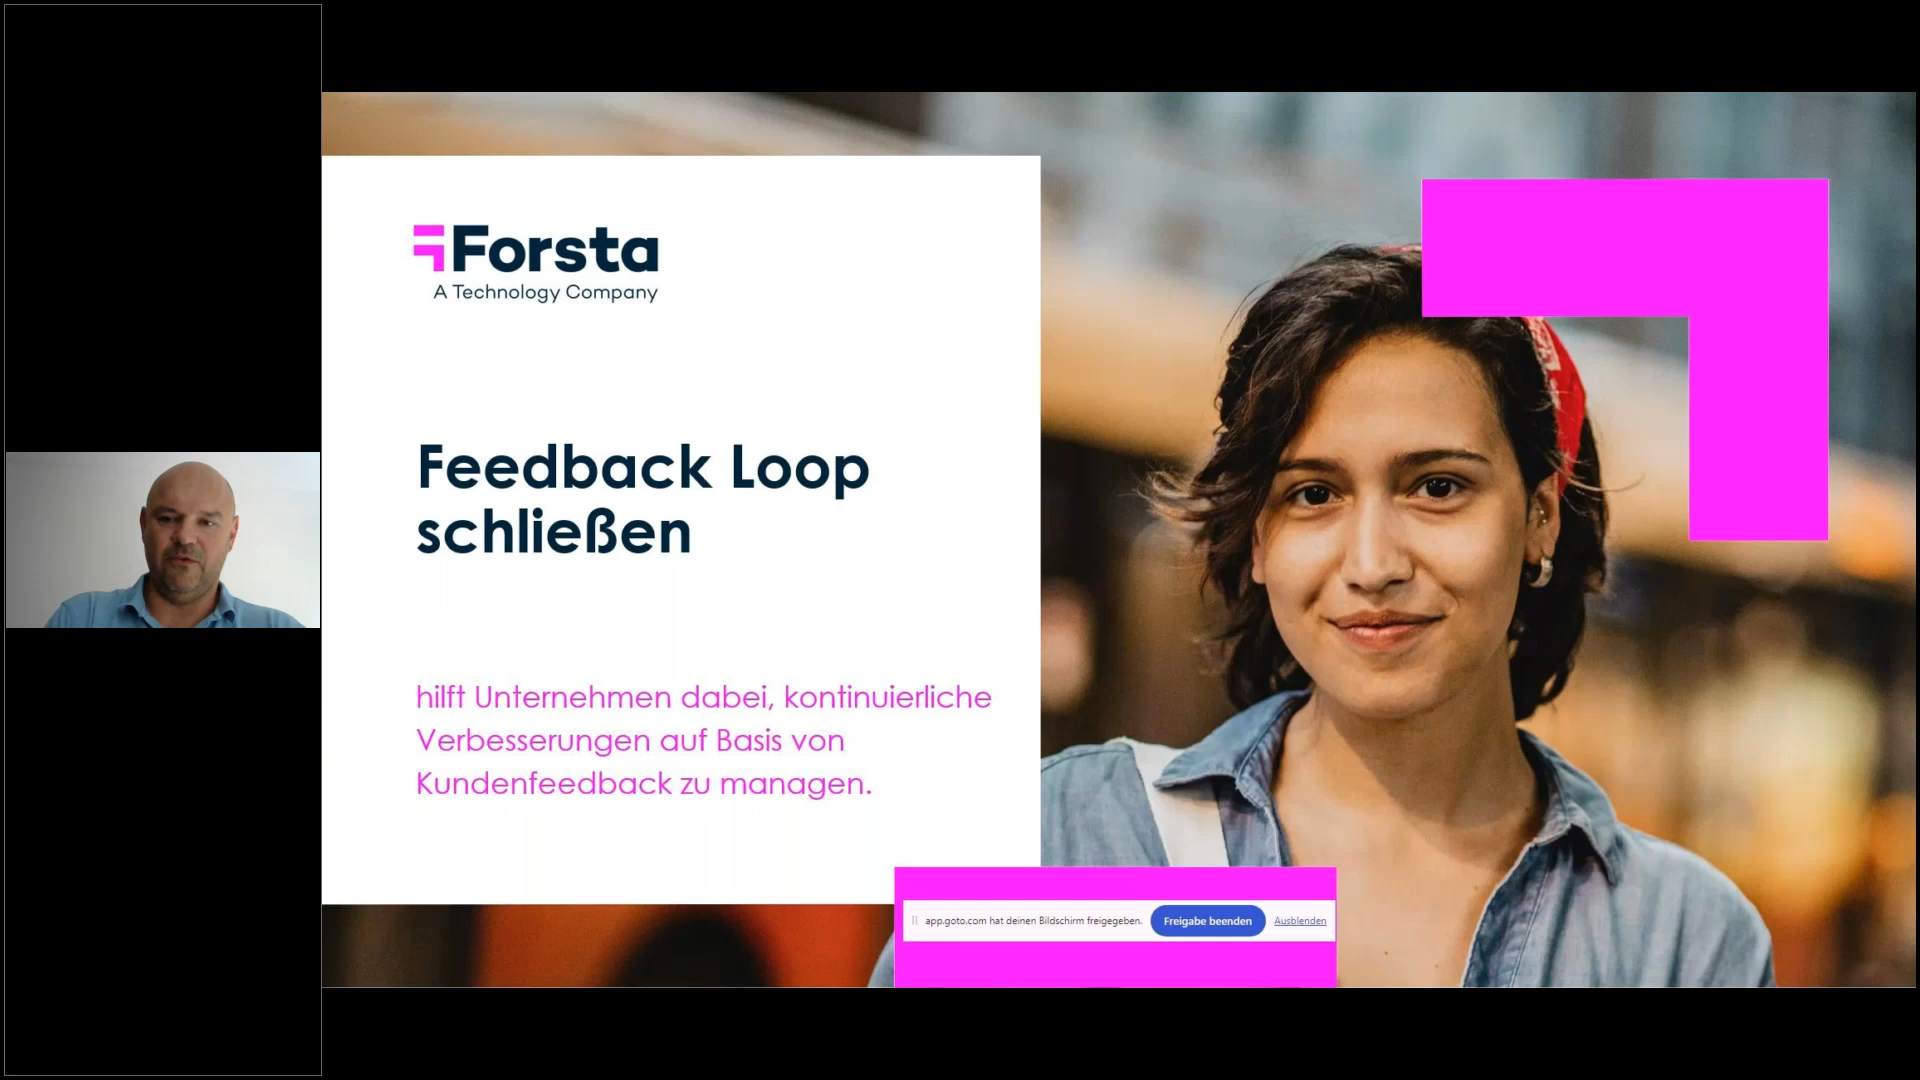 Forsta
A Technology Company
Feedback Loop
schließen
hilft Unternehmen dabei, kontinuierliche
Verbesserungen auf Basis von
Kundenfeedback zu managen.
app.goto.com hat deinen Bildschirm freigegeben. Freigabe beenden Ausblenden